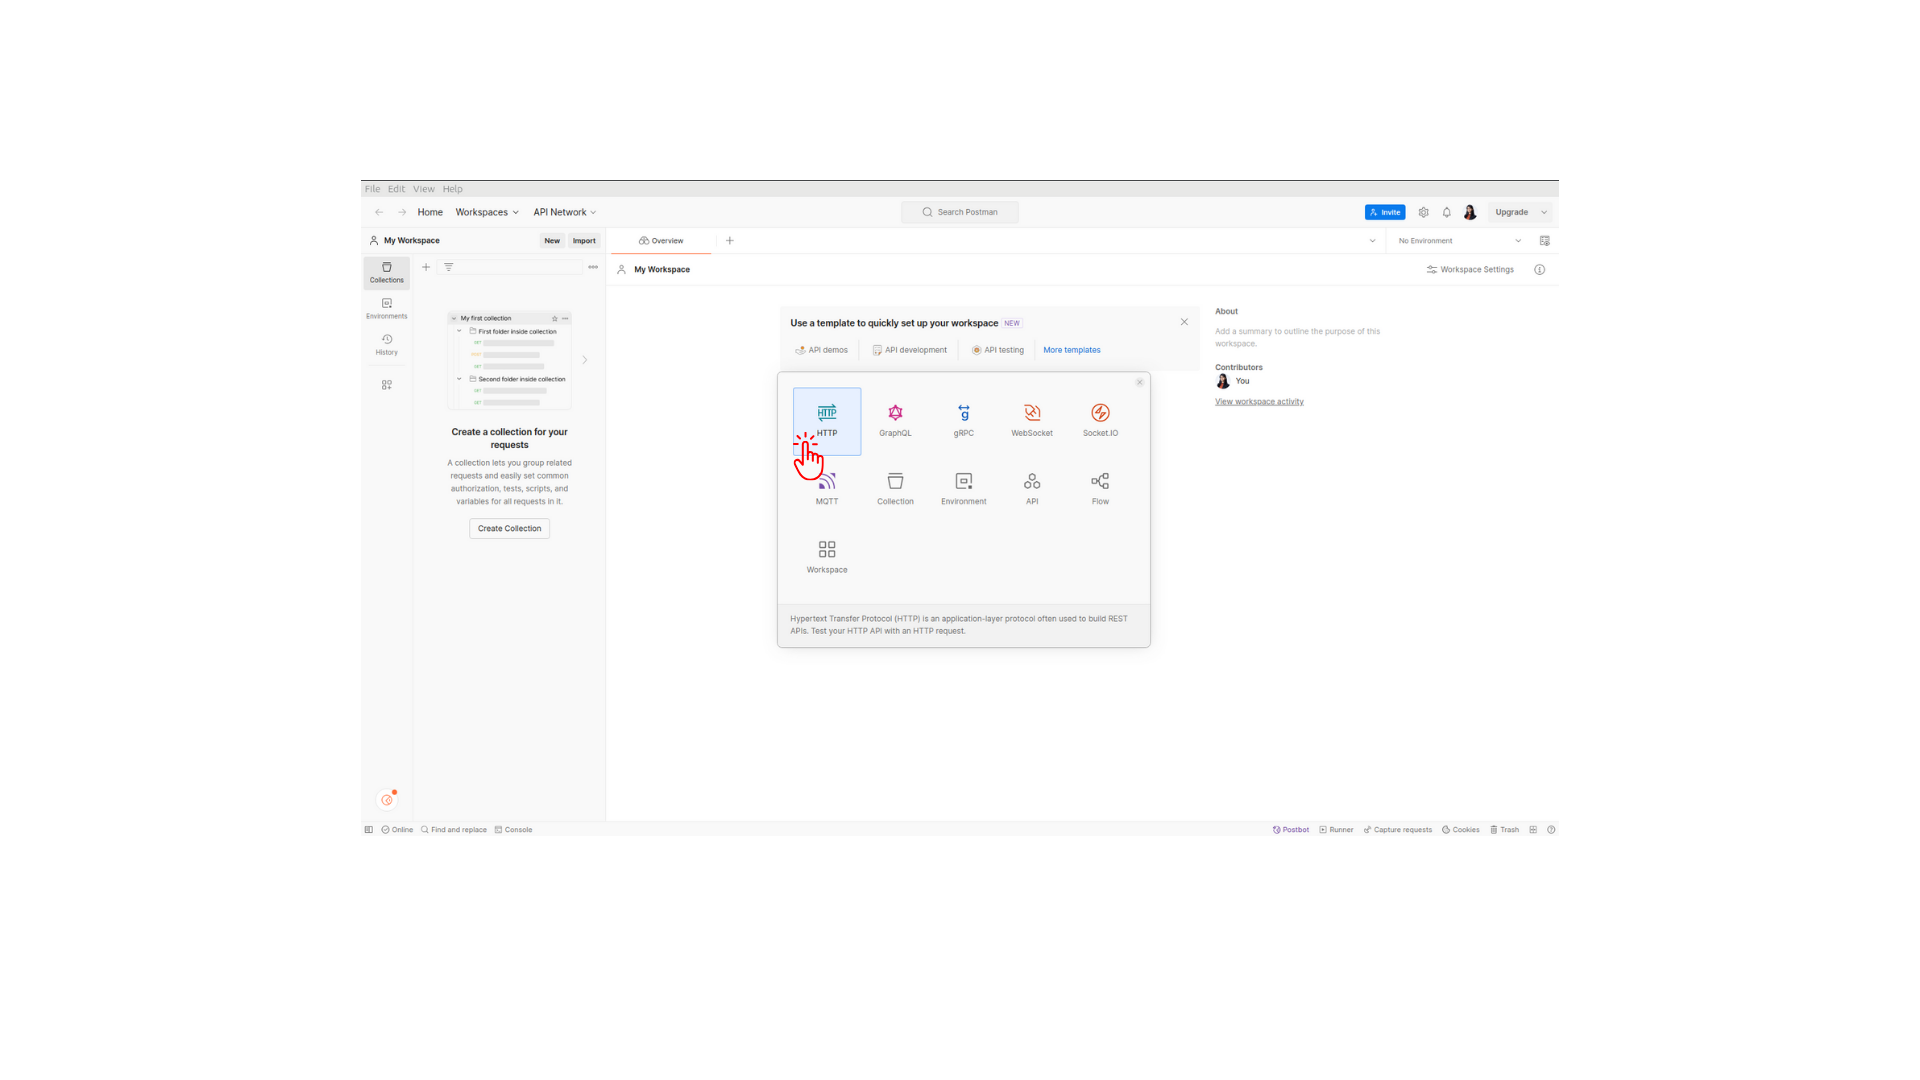 File Edit View Help
Home Workspaces API Network Search Postman Invite Upgrade
My Workspace New Import Overview No Environment
Collections
My Workspace Workspace Settings
Environments
History
My first collection
First folder inside collection
GET
POST
GET
Second folder inside collection
GET
GET
Create a collection for your
requests
A collection lets you group related
requests and easily set common
authorization, tests, scripts, and
variables for all requests in it.
Create Collection
Use a template to quickly set up your workspace NEW
API demos API development API testing More templates
HTTP
HTTP GraphQL gRPC WebSocket Socket.IO
MQTT Collection Environment API Flow
Workspace
Hypertext Transfer Protocol (HTTP) is an application-layer protocol often used to build REST
APIs. Test your HTTP API with an HTTP request.
About
Add a summary to outline the purpose of this
workspace.
Contributors
You
View workspace activity
Online Find and replace Console Postbot Runner Capture requests Cookies Trash